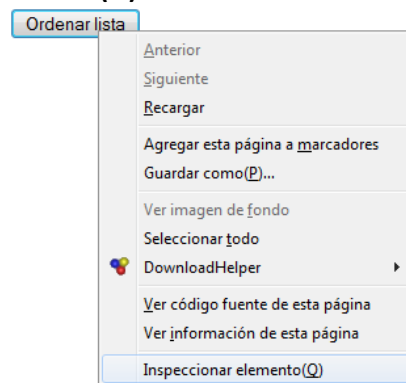 Ordenar lista
Anterior
Siguiente
Recargar
Agregar esta página a marcadores
Guardar como(P)...
Ver imagen de fondo
Seleccionar todo
DownloadHelper
Ver código fuente de esta página
Ver información de esta página
Inspeccionar elemento(Q)